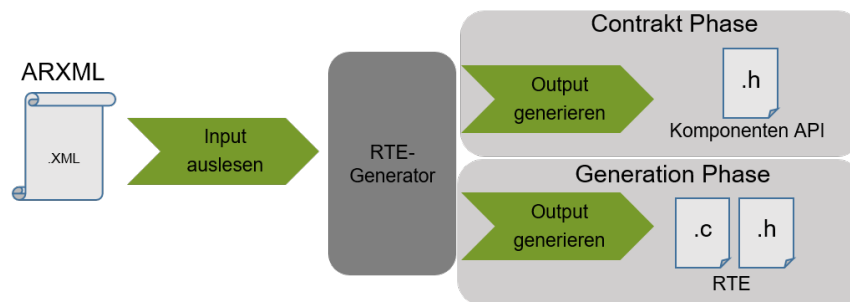 ARXML
.XML
Input
auslesen
RTE-
Generator
Contrakt Phase
Output
generieren
.h
Komponenten API
Generation Phase
Output
generieren
.c
.h
RTE